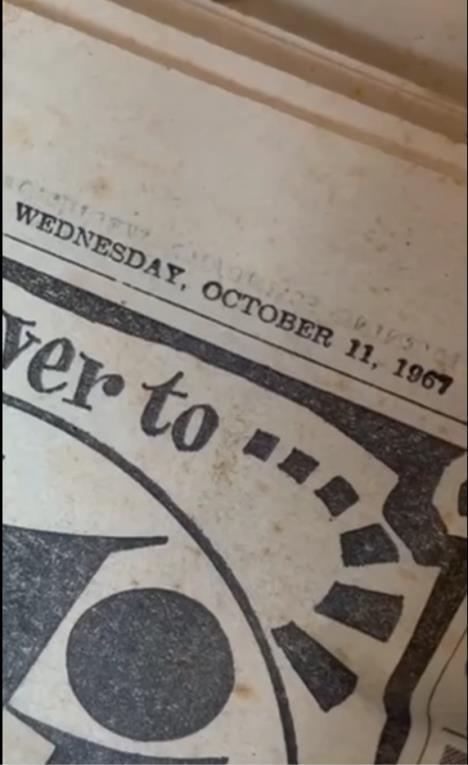 WEDNESDAY, OCTOBER 11, 1967
ver to